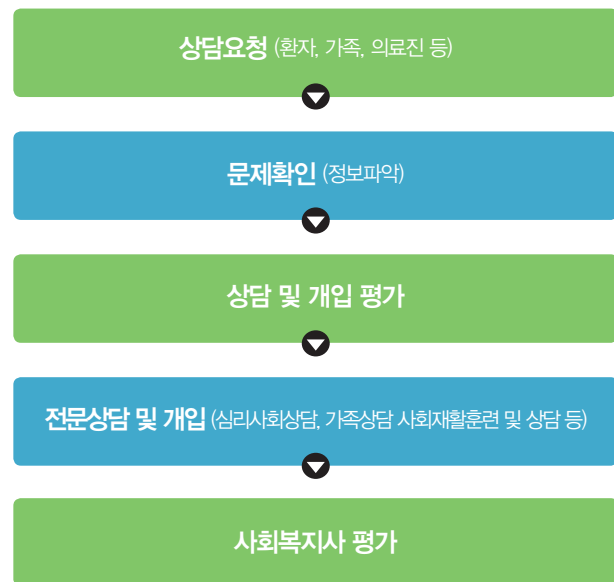 상담요청 (환자, 가족, 의료진 등)
문제확인 (정보파악)
상담 및 개입 평가
전문상담 및 개입 (심리사회상담, 가족상담 사회재활훈련 및 상담 등)
사회복지사 평가